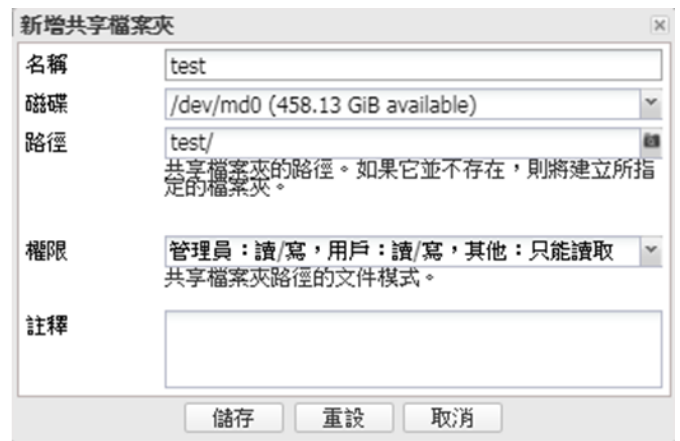 新增共享檔案夾
名稱 test
磁碟 /dev/md0 (458.13 GiB available)
路徑 test/
共享檔案夾的路徑。如果它並不存在，則將建立所指
定的檔案夾。
權限 管理員：讀/寫，用戶：讀/寫，其他：只能讀取
共享檔案夾路徑的文件模式。
註釋
儲存 重設 取消